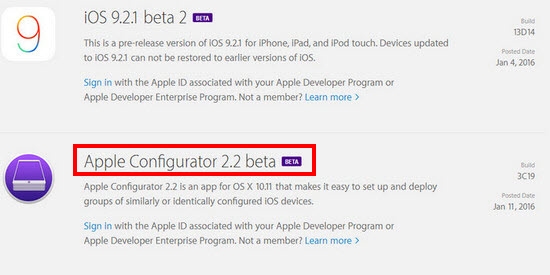 9
iOS 9.2.1 beta 2 BETA
Build
13D14
This is a pre-release version of iOS 9.2.1 for iPhone, iPad, and iPod touch. Devices updated
to iOS 9.2.1 can not be restored to earlier versions of iOS.
Posted Date
Jan 4, 2016
Sign in with the Apple ID associated with your Apple Developer Program or
Apple Developer Enterprise Program. Not a member? Learn more >
Apple Configurator 2.2 beta BETA
Build
3C19
Apple Configurator 2.2 is an app for OS X 10.11 that makes it easy to set up and deploy
groups of similarly or identically configured iOS devices.
Posted Date
Jan 11, 2016
Sign in with the Apple ID associated with your Apple Developer Program or
Apple Developer Enterprise Program. Not a member? Learn more >